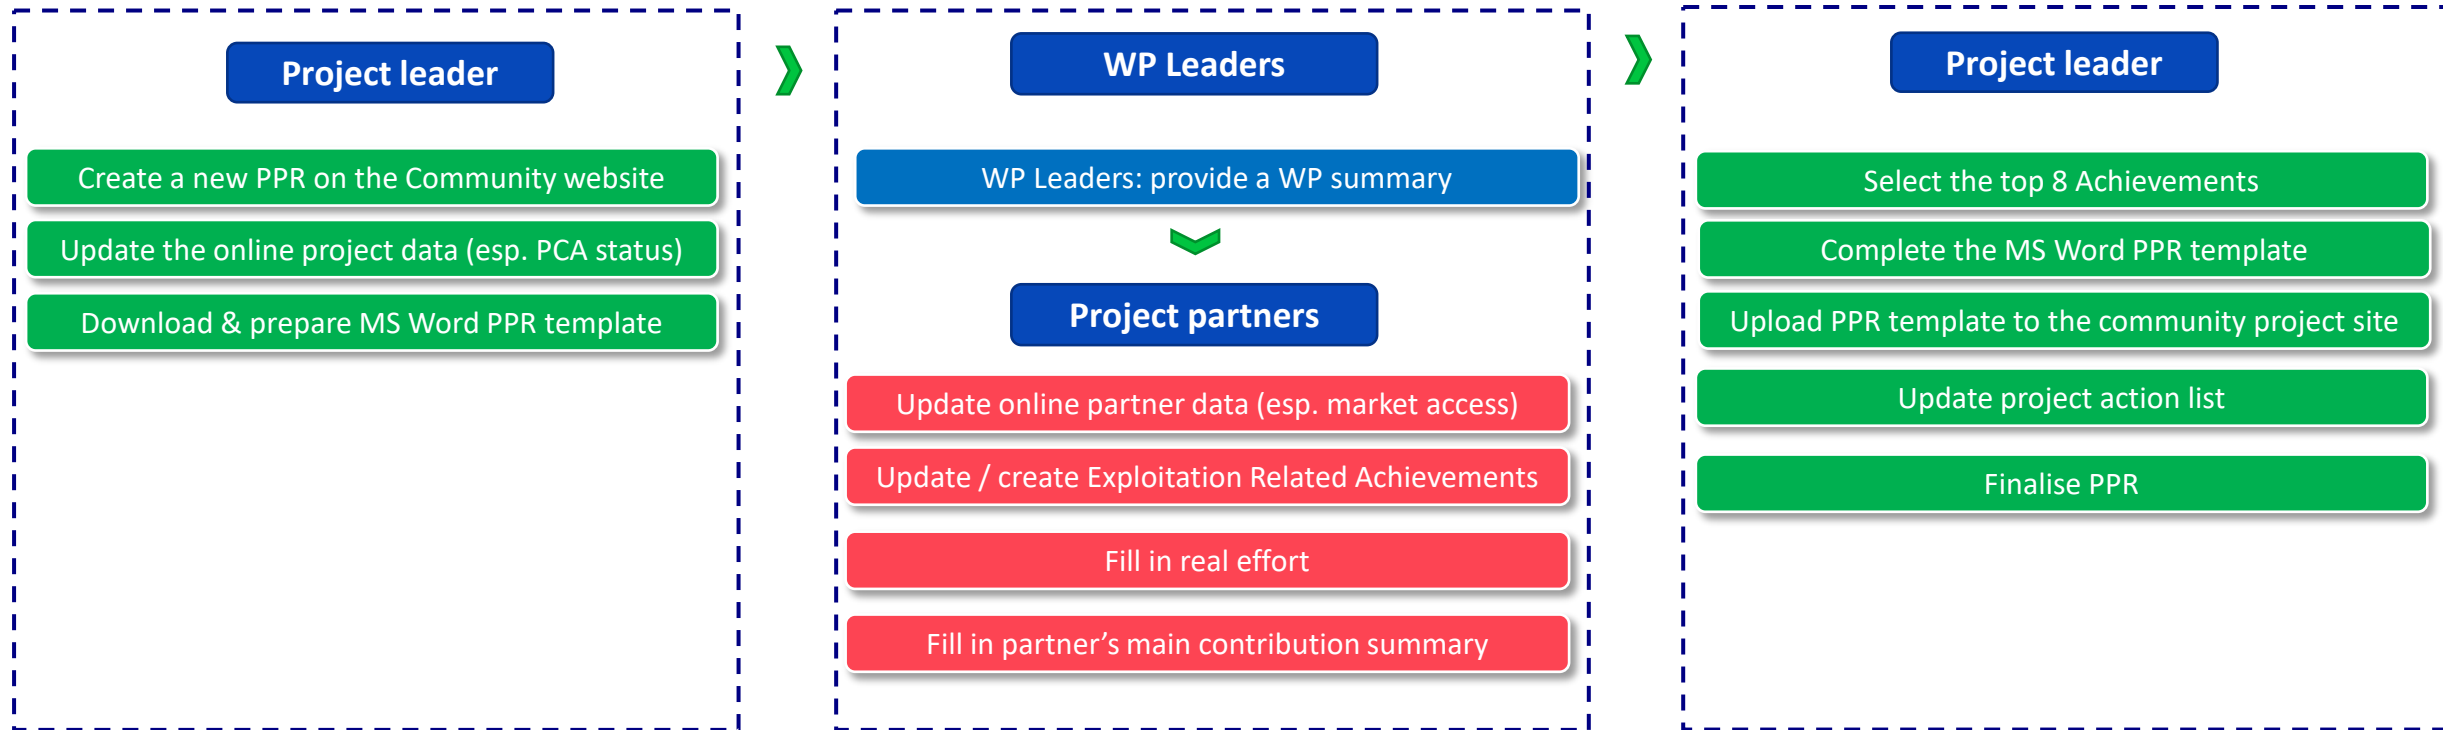 Project leader
Create a new PPR on the Community website
Update the online project data (esp. PCA status)
Download & prepare MS Word PPR template
WP Leaders
WP Leaders: provide a WP summary
Project partners
Update online partner data (esp. market access)
Update / create Exploitation Related Achievements
Fill in real effort
Fill in partner’s main contribution summary
Project leader
Select the top 8 Achievements
Complete the MS Word PPR template
Upload PPR template to the community project site
Update project action list
Finalise PPR